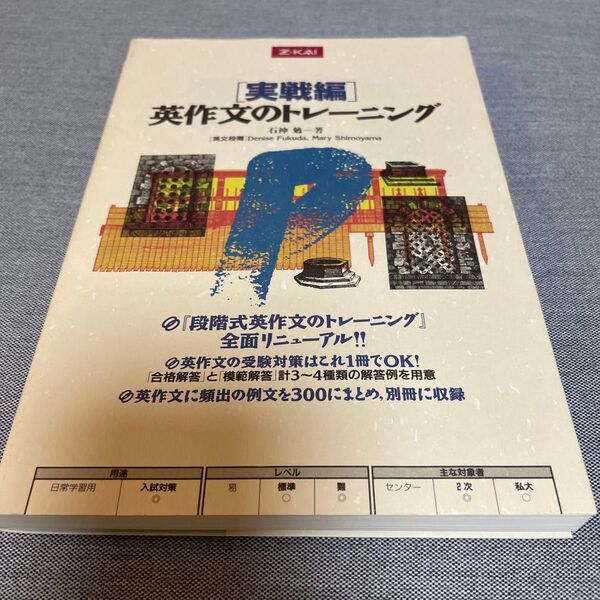 Z-KAI
[実戦編]
英作文のトレーニング
石神 勉一著
[英文校閲] Denise Fukuda, Mary Shimoyama
P
『段階式英作文のトレーニング』
全面リニューアル!!
英作文の受験対策はこれ1冊でOK!
「合格解答」と「模範解答」計3〜4種類の解答例を用意
英作文に頻出の例文を300にまとめ,別冊に収録
用途 レベル 主な対象者
日常学習用 入試対策 易 標準 難 センター 2次 私大
◎ ○ ◎ ◎ ○